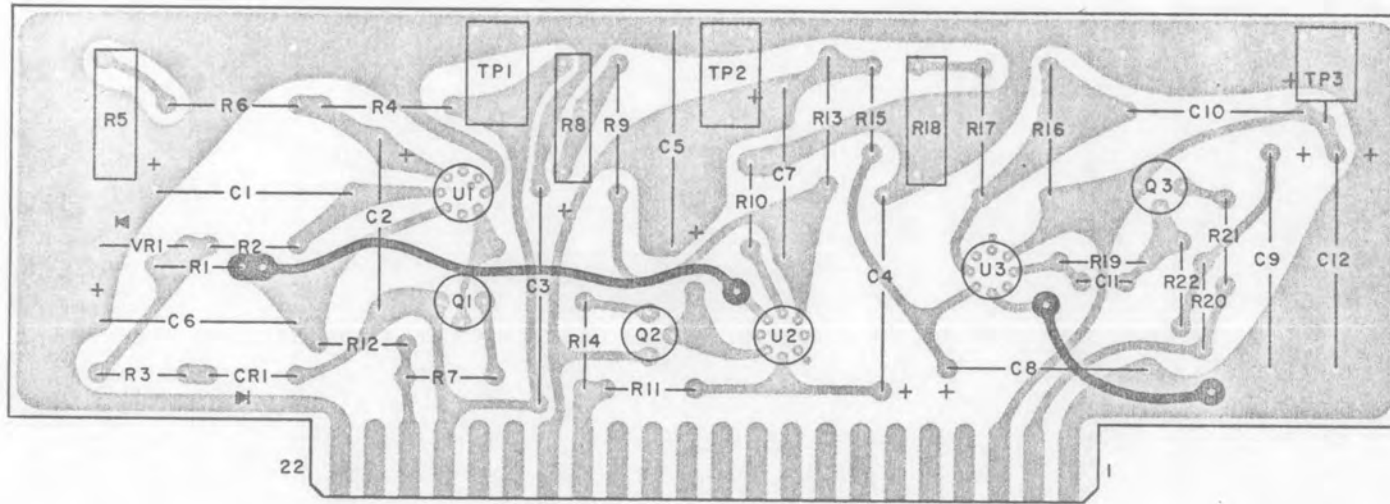 TP1
TP2
TP3
R5
R6
R4
R8
R9
C5
R13
R15
R18
R17
R16
C10
C1
U1
C2
R10
C7
Q3
VR1
R2
R1
R21
C3
C4
U3
R19
C11
R22
R20
C9
C12
C6
Q1
R12
R14
Q2
U2
R3
CR1
R7
R11
C8
22
1